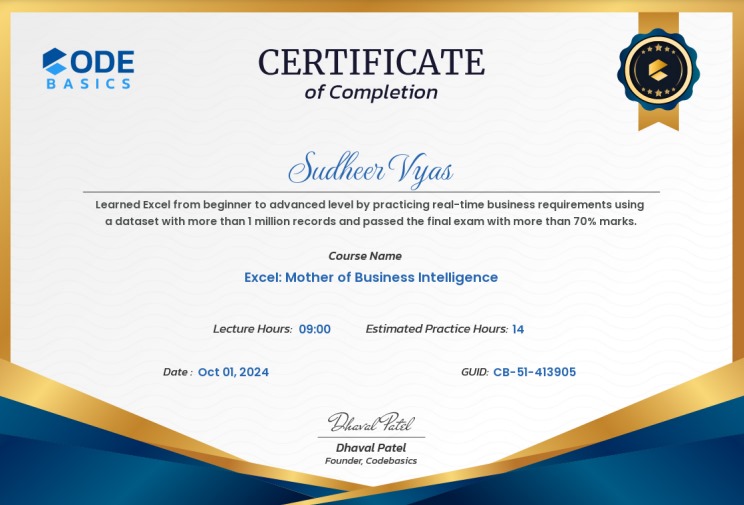 CODE
BASICS
CERTIFICATE
of Completion
Sudheer Vyas
Learned Excel from beginner to advanced level by practicing real-time business requirements using
a dataset with more than 1 million records and passed the final exam with more than 70% marks.
Course Name
Excel: Mother of Business Intelligence
Lecture Hours: 09:00 Estimated Practice Hours: 14
Date : Oct 01, 2024 GUID: CB-51-413905
Dhaval Patel
Dhaval Patel
Founder, Codebasics